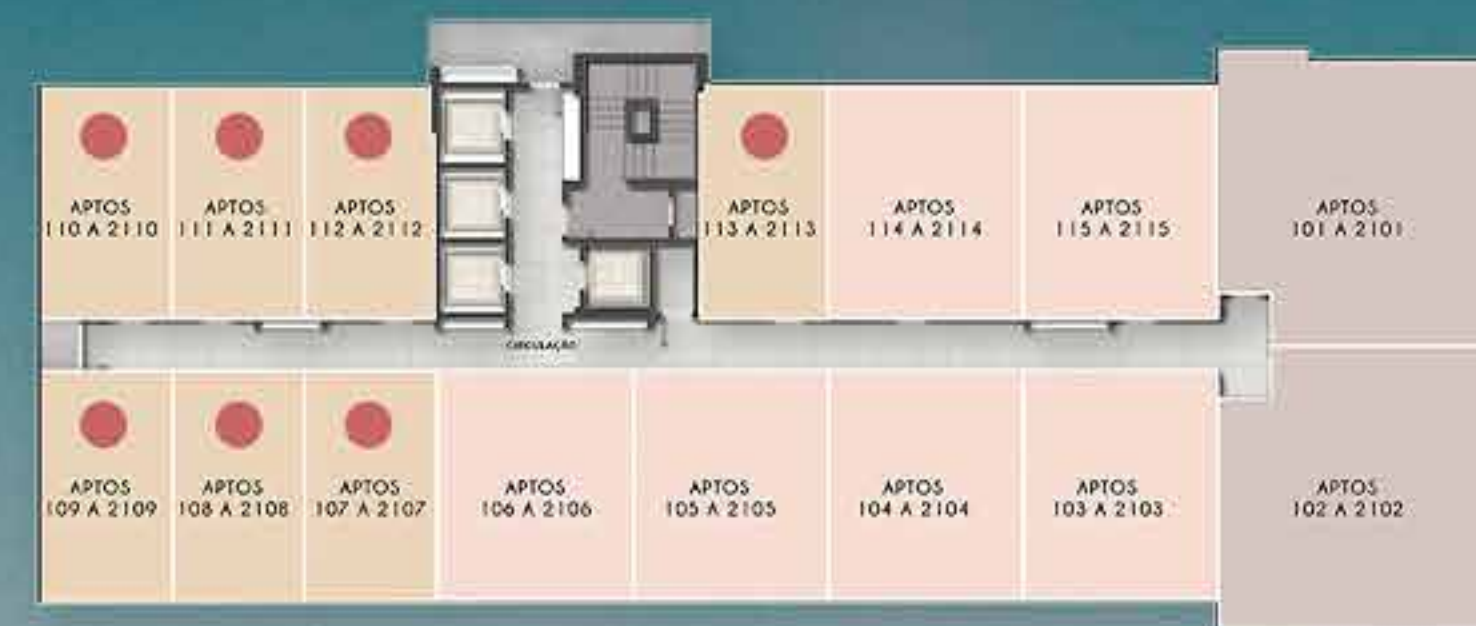 APTOS
110 A 2110
APTOS
111 A 2111
APTOS
112 A 2112
APTOS
113 A 2113
APTOS
114 A 2114
APTOS
115 A 2115
APTOS
101 A 2101
CIRCULAÇÃO
APTOS
109 A 2109
APTOS
108 A 2108
APTOS
107 A 2107
APTOS
106 A 2106
APTOS
105 A 2105
APTOS
104 A 2104
APTOS
103 A 2103
APTOS
102 A 2102